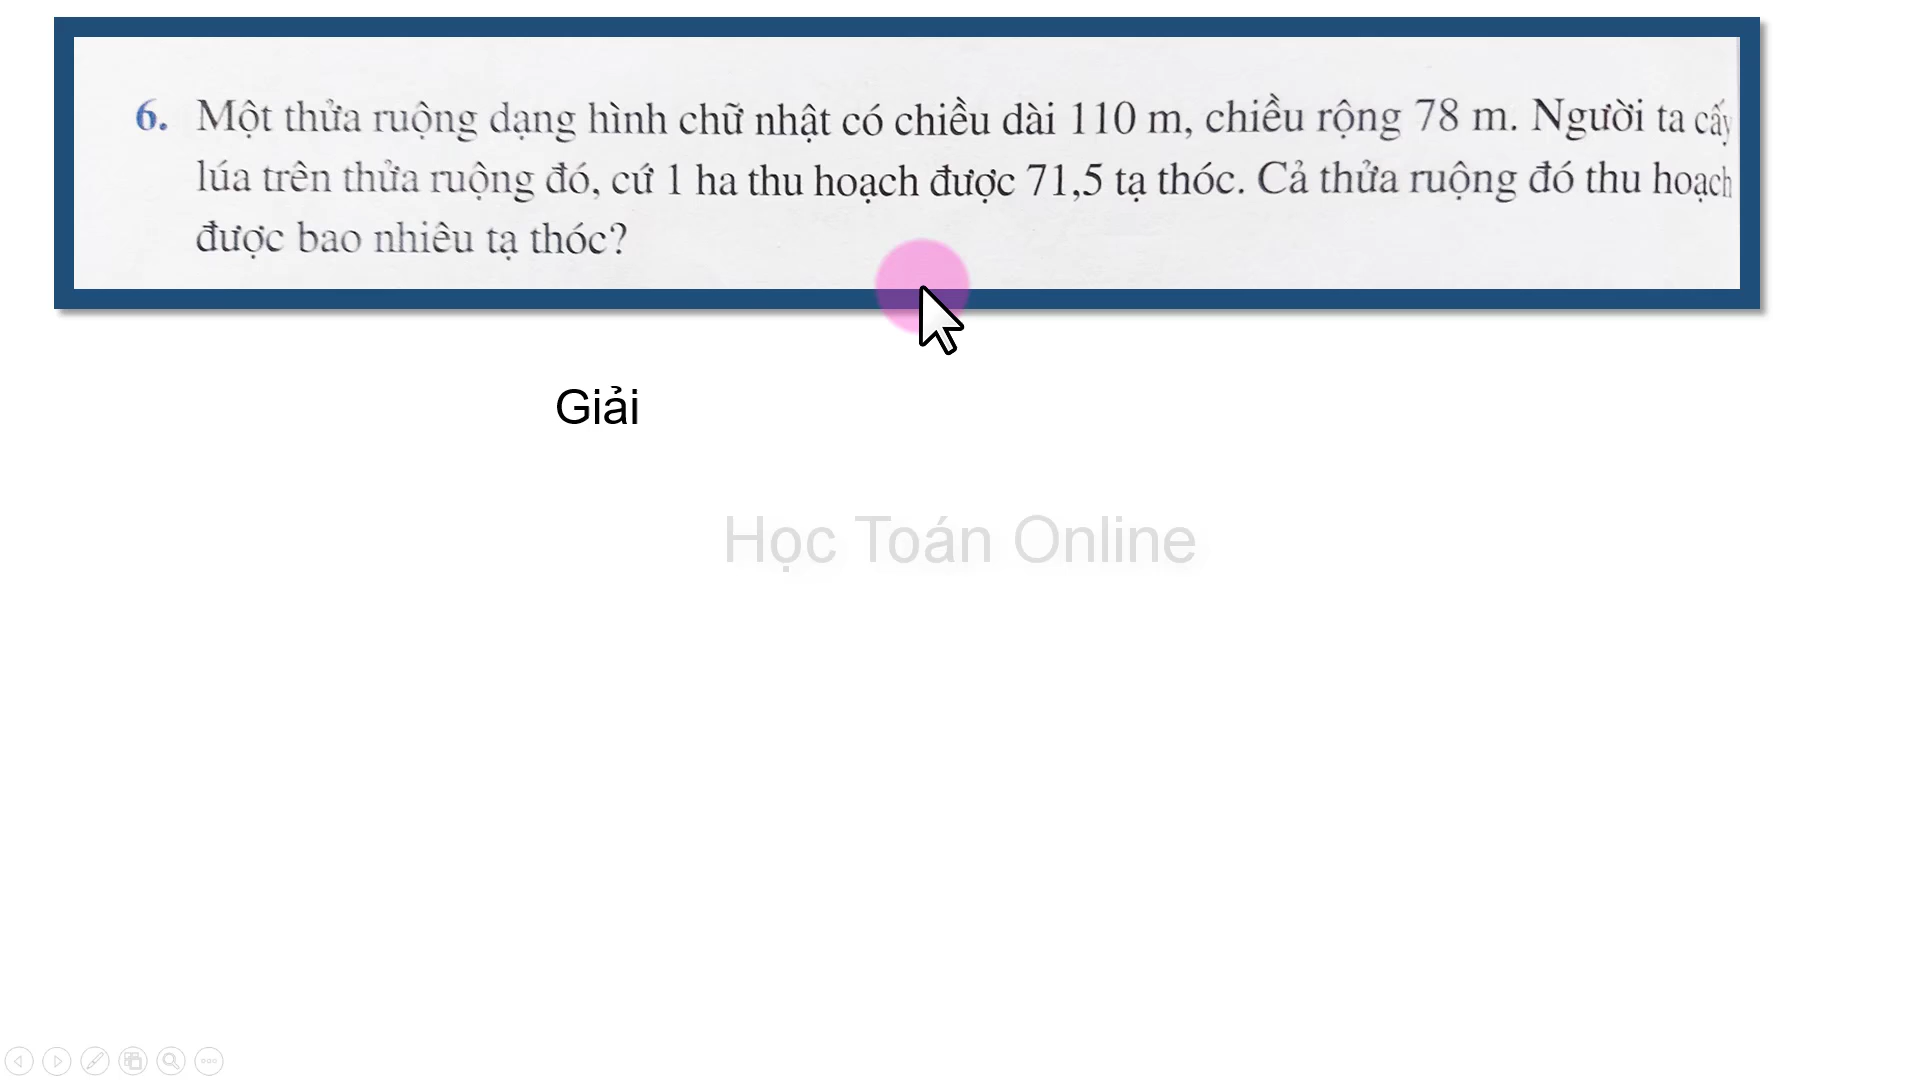 6. Một thửa ruộng dạng hình chữ nhật có chiều dài 110 m, chiều rộng 78 m. Người ta cấy
lúa trên thửa ruộng đó, cứ 1 ha thu hoạch được 71,5 tạ thóc. Cả thửa ruộng đó thu hoạch
được bao nhiêu tạ thóc?
Giải
Học Toán Online